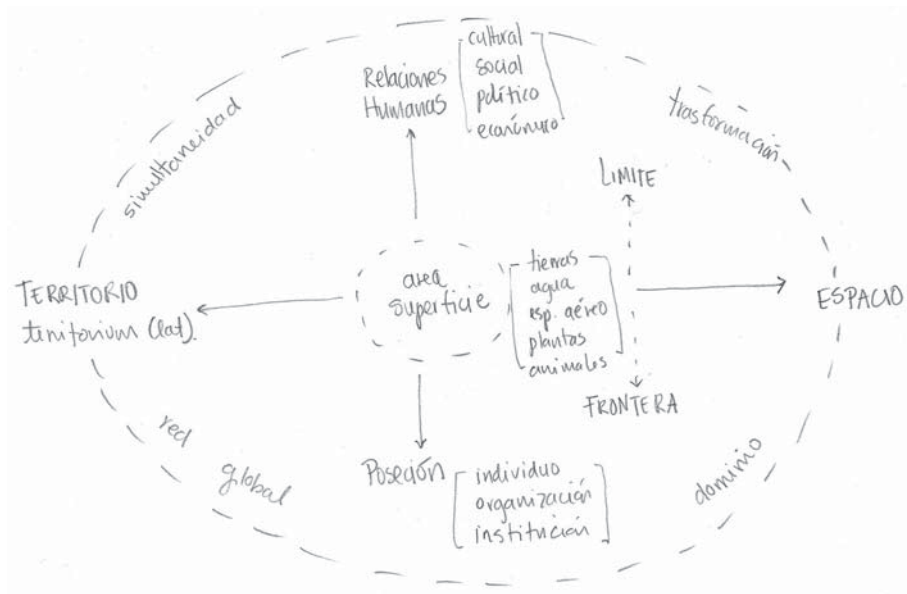 cultural
social
político
económico
Relaciones
Humanas
simultaneidad
trasformación
LIMITE
area
superficie
tierras
agua
esp. aéreo
plantas
animales
TERRITORIO
territorium (lat).
ESPACIO
FRONTERA
red
global
Poseción
individuo
organización
institución
dominio